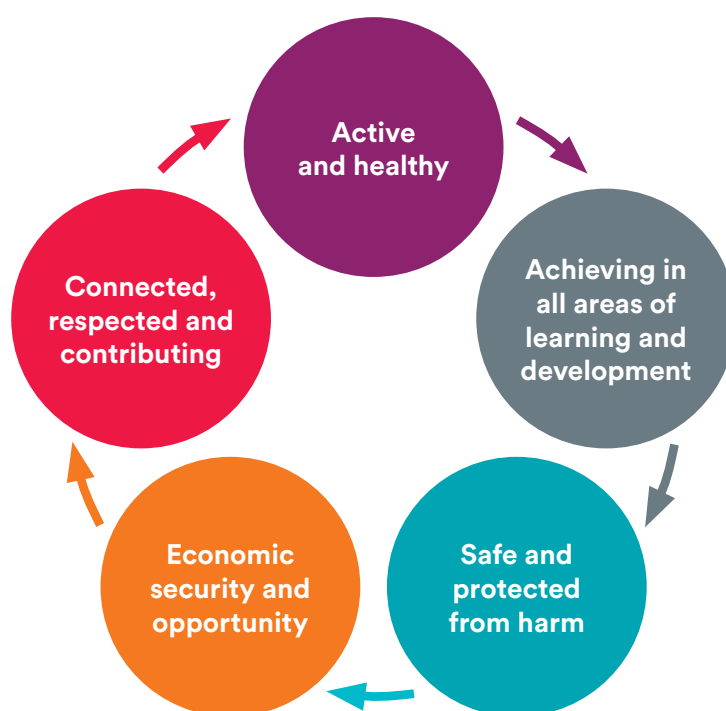 Active
and healthy
Achieving in
all areas of
learning and
development
Safe and
protected
from harm
Economic
security and
opportunity
Connected,
respected and
contributing